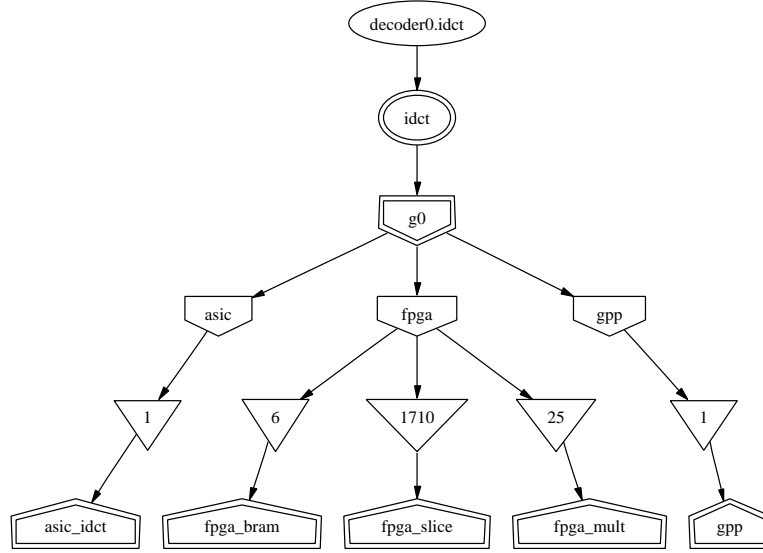 decoder0.idct
idct
g0
asic
fpga
gpp
1
6
1710
25
1
asic_idct
fpga_bram
fpga_slice
fpga_mult
gpp